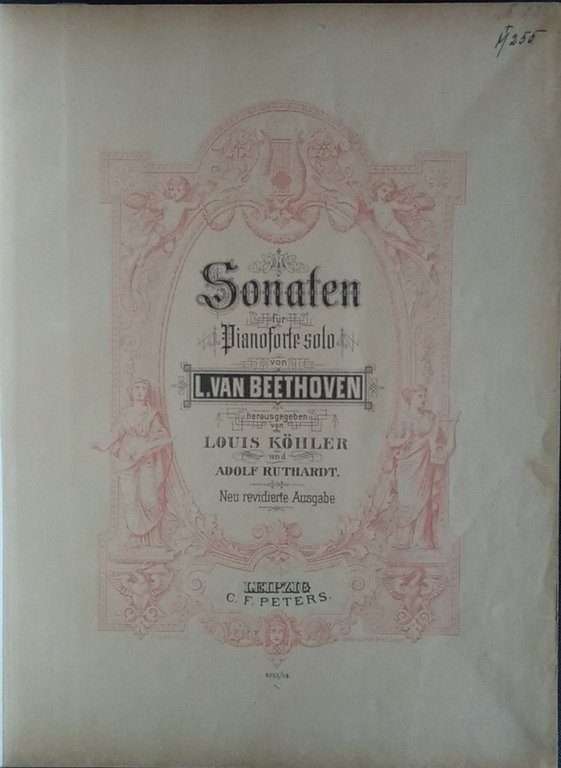 255
Sonaten
für
Pianoforte solo
von
L. VAN BEETHOVEN
herausgegeben
von
LOUIS KÖHLER
und
ADOLF RUTHARDT.
Neu revidierte Ausgabe
LEIPZIG
C. F. PETERS.